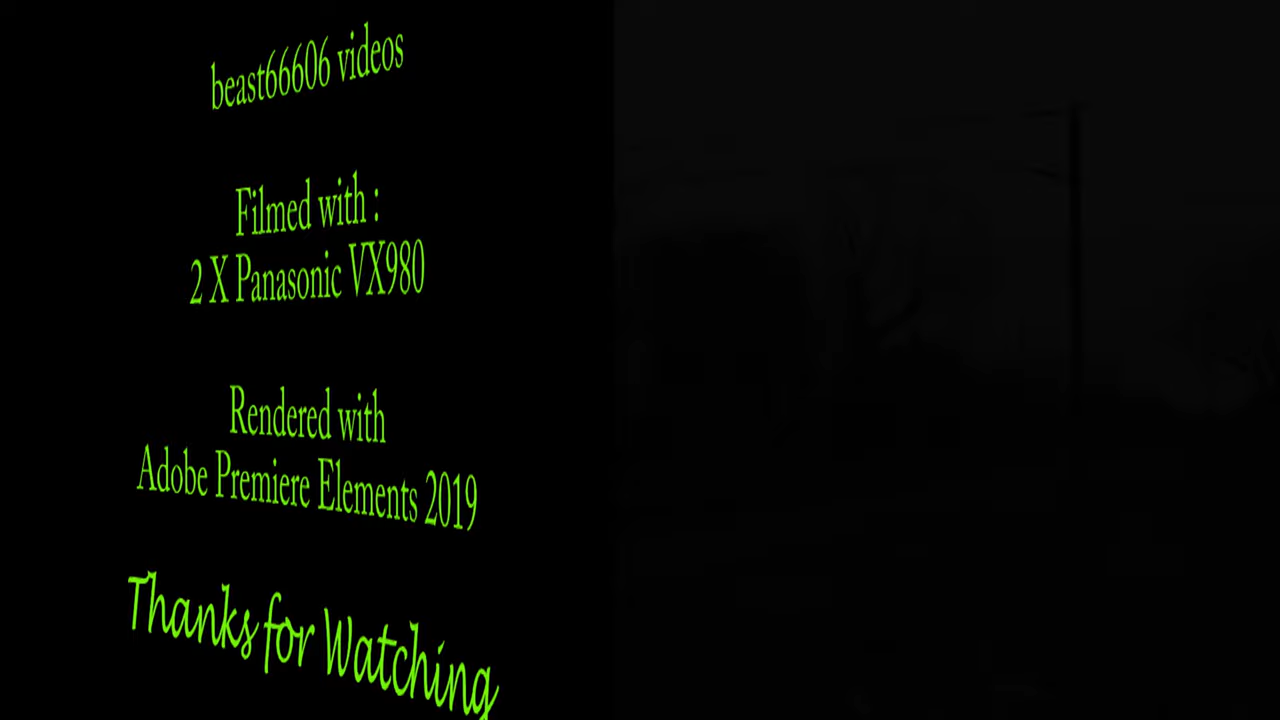 beast66606 videos
Filmed with :
2 X Panasonic VX980
Rendered with
Adobe Premiere Elements 2019
Thanks for Watching